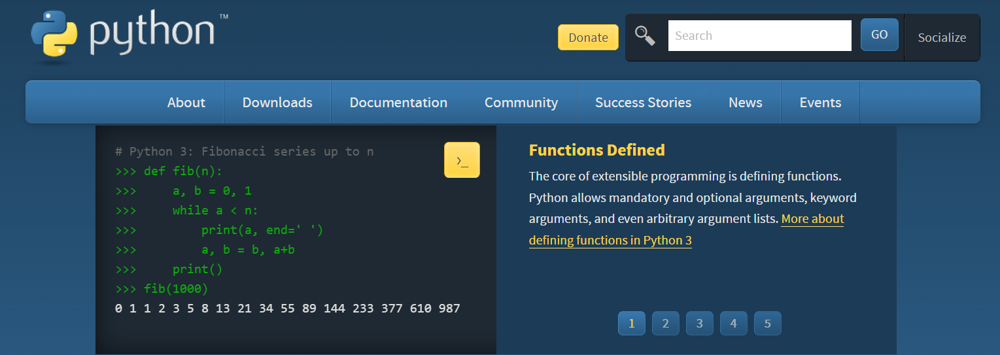 python™
Donate
Search
GO
Socialize
About Downloads Documentation Community Success Stories News Events
# Python 3: Fibonacci series up to n
>>> def fib(n):
>>>     a, b = 0, 1
>>>     while a < n:
>>>         print(a, end=' ')
>>>         a, b = b, a+b
>>>     print()
>>> fib(1000)
0 1 1 2 3 5 8 13 21 34 55 89 144 233 377 610 987
>_
Functions Defined
The core of extensible programming is defining functions.
Python allows mandatory and optional arguments, keyword
arguments, and even arbitrary argument lists. More about
defining functions in Python 3
1 2 3 4 5